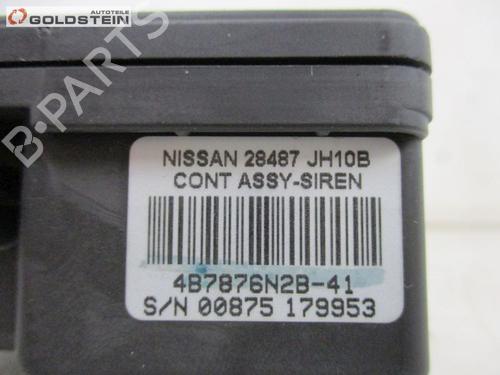 Autoteile
GOLDSTEIN
B-PARTS
NISSAN 28487 JH10B
CONT ASSY-SIREN
4B7876N2B-41
S/N 00875 179953